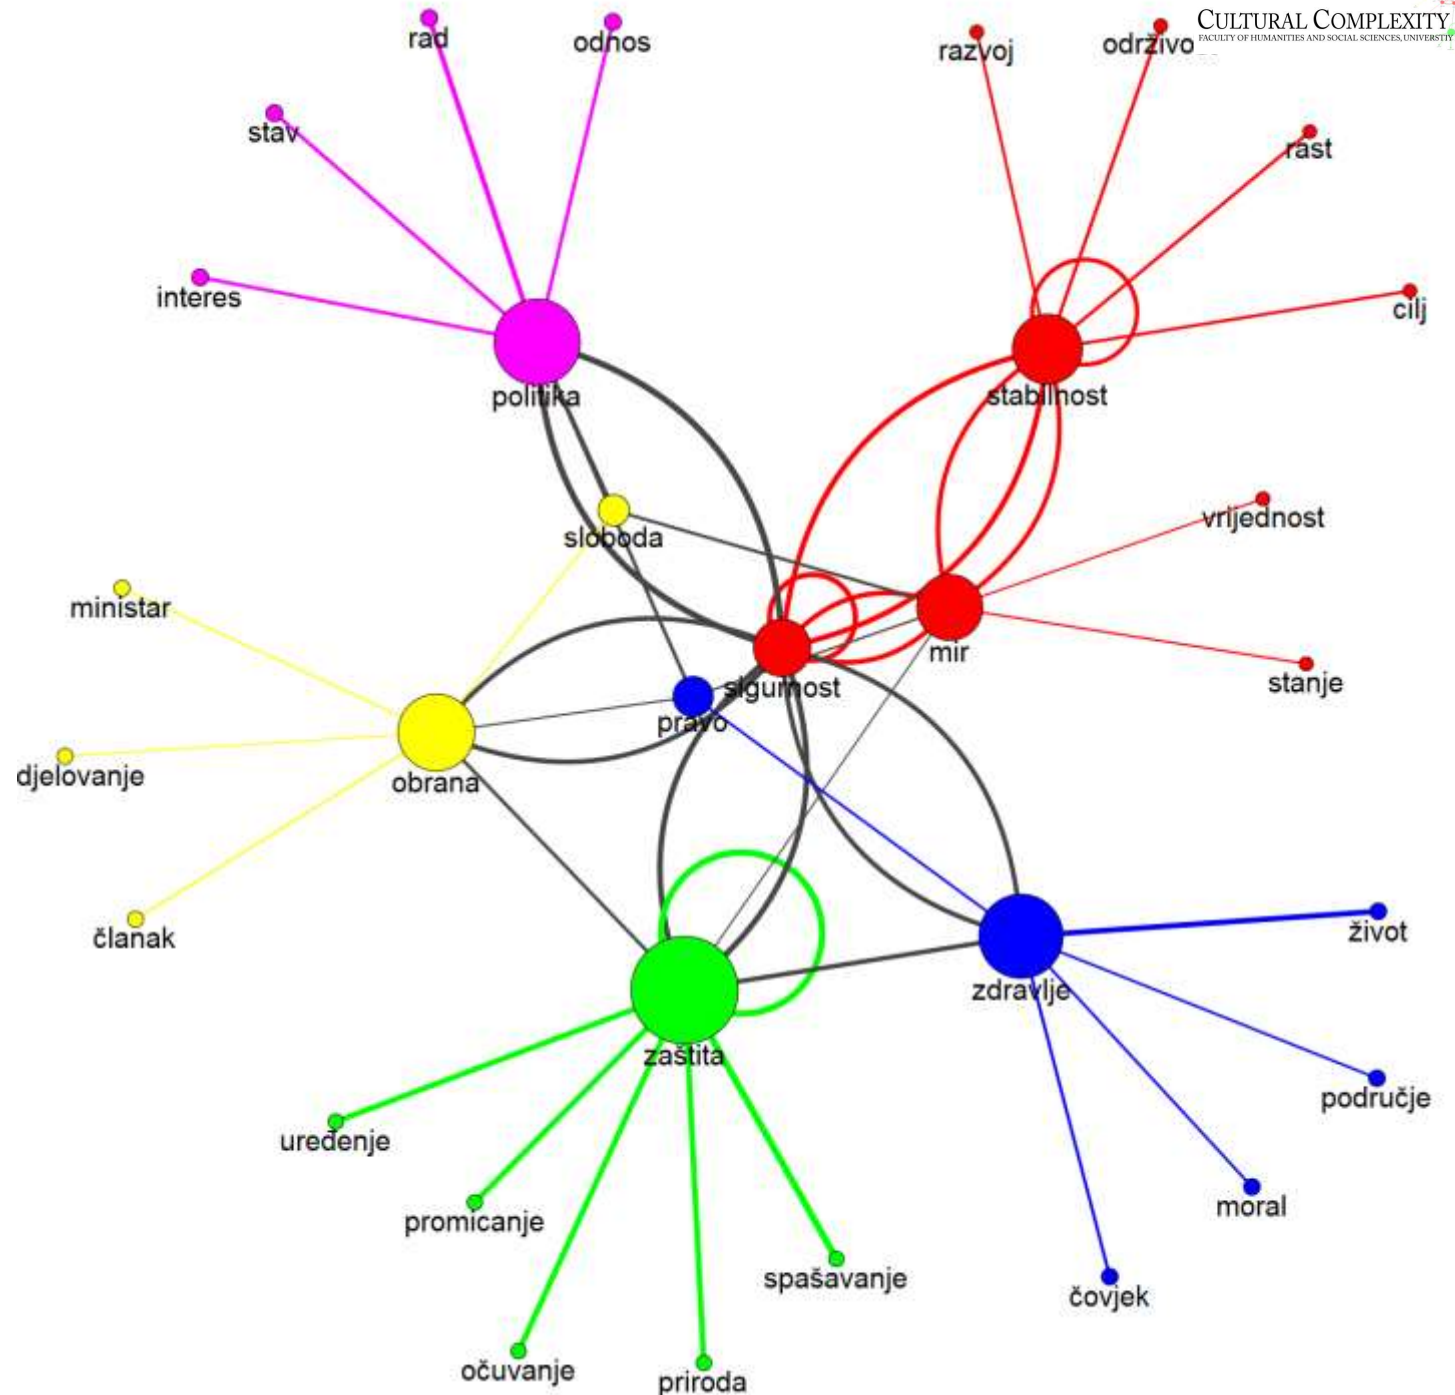 CULTURAL COMPLEXITY
FACULTY OF HUMANITIES AND SOCIAL SCIENCES, UNIVERSTIY
rad
odnos
razvoj
održivo
stav
rast
interes
cilj
politika
stabilnost
sloboda
vrijednost
ministar
mir
stanje
sigurnost
pravo
djelovanje
obrana
članak
život
zdravlje
zaštita
područje
uređenje
moral
promicanje
spašavanje
čovjek
očuvanje
priroda